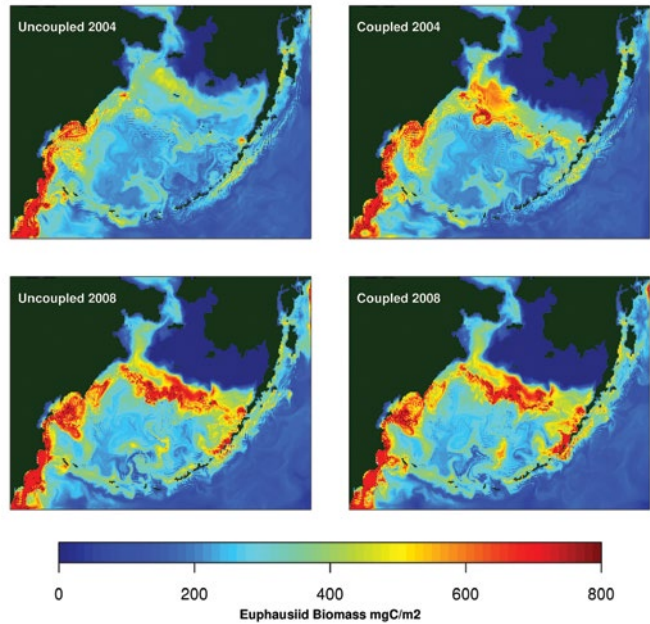 Uncoupled 2004
Coupled 2004
Uncoupled 2008
Coupled 2008
0 200 400 600 800
Euphausiid Biomass mgC/m2